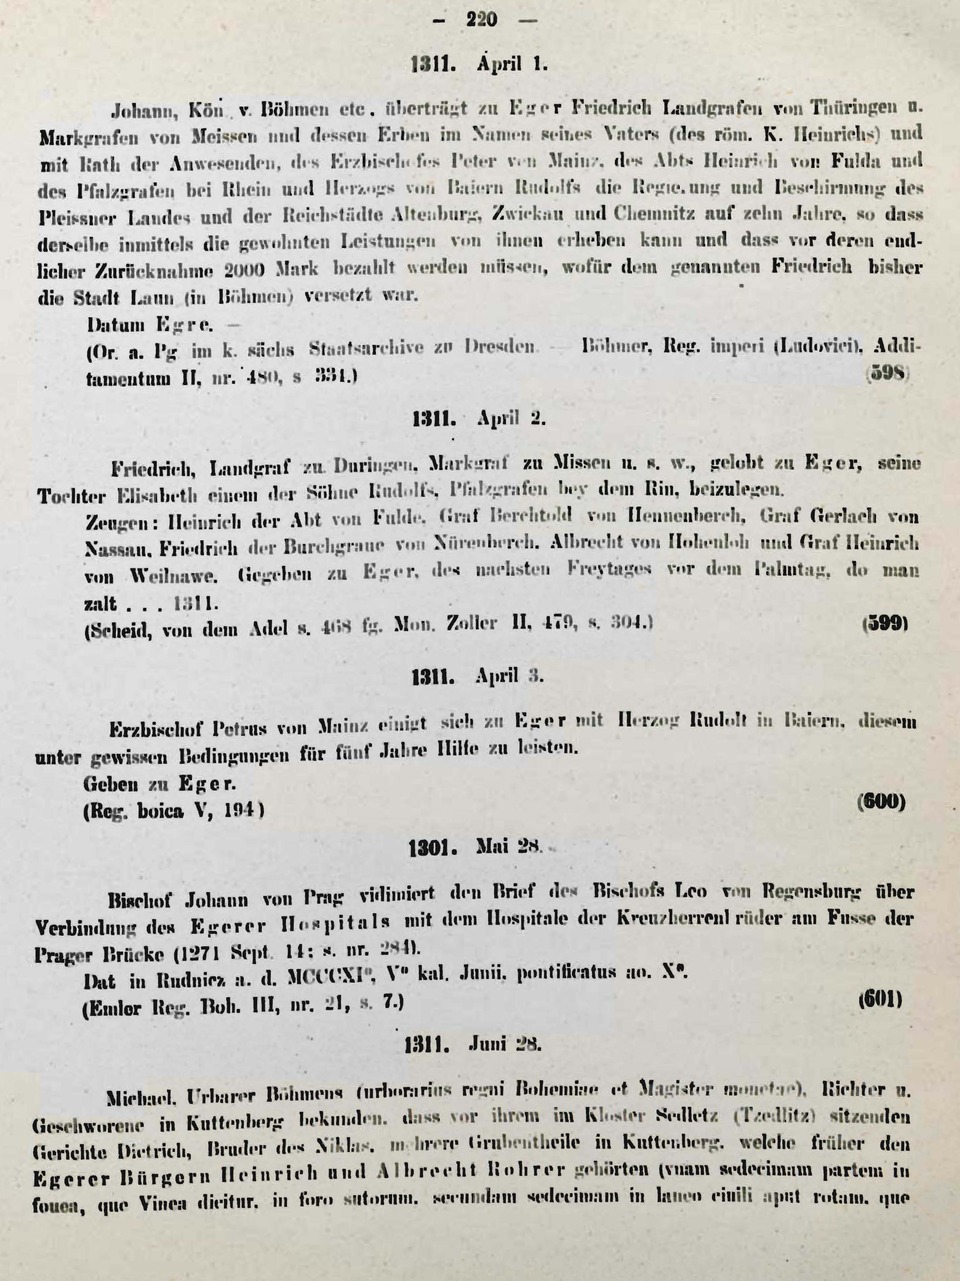 - 220 —
1311. April 1.
Johann, Kön. v. Böhmen etc. überträgt zu Eger Friedrich Landgrafen von Thüringen u.
Markgrafen von Meissen und dessen Erben im Namen seines Vaters (des röm. K. Heinrichs) und
mit Rath der Anwesenden, des Erzbischofes Peter von Mainz, des Abts Heinrich von Fulda und
des Pfalzgrafen bei Rhein und Herzogs von Baiern Rudolfs die Regie.ung und Beschirmung des
Pleissner Landes und der Reichstädte Altenburg, Zwickau und Chemnitz auf zehn Jahre, so dass
derselbe inmittels die gewohnten Leistungen von ihnen erheben kann und dass vor deren end-
licher Zurücknahme 2000 Mark bezahlt werden müssen, wofür dem genannten Friedrich bisher
die Stadt Laun (in Böhmen) versetzt war.
Datum Egre. —
(Or. a. Pg im k. sächs Staatsarchive zu Dresden — Böhmer, Reg. imperi (Ludovici), Addi-
tamentum II, nr. 480, s 331.) (598)
1311. April 2.
Friedrich, Landgraf zu Duringen, Markgraf zu Missen u. s. w., gelobt zu Eger, seine
Tochter Elisabeth einem der Söhne Rudolfs, Pfalzgrafen bey dem Rin, beizulegen.
Zeugen: Heinrich der Abt von Fulde, Graf Berchtold von Hennenberch, Graf Gerlach von
Nassau, Friedrich der Burchgraue von Nürenberch, Albrecht von Hohenloh und Graf Heinrich
von Weilnawe. Gegeben zu Eger, des nachsten Freytages vor dem Palmtag, do man
zalt . . . 1311.
(Scheid, von dem Adel s. 468 fg. Mon. Zoller II, 479, s. 304.) (599)
1311. April 3.
Erzbischof Petrus von Mainz einigt sich zu Eger mit Herzog Rudolf in Baiern, diesem
unter gewissen Bedingungen für fünf Jahre Hilfe zu leisten.
Geben zu Eger.
(Reg. boica V, 194) (600)
1301. Mai 28.
Bischof Johann von Prag vidimiert den Brief des Bischofs Leo von Regensburg über
Verbindung des Egerer Hospitals mit dem Hospitale der Kreuzherrenbrüder am Fusse der
Prager Brücke (1271 Sept. 14; s. nr. 284).
Dat in Rudnicz a. d. MCCCXI°, V° kal. Junii, pontificatus ao. X°.
(Emler Reg. Boh. III, nr. 21, s. 7.) (601)
1311. Juni 28.
Michael, Urbarer Böhmens (urborarius regni Bohemiae et Magister monetae), Richter u.
Geschworene in Kuttenberg bekunden, dass vor ihrem im Kloster Sedletz (Tzedlitz) sitzenden
Gerichte Dietrich, Bruder des Niklas, mehrere Grubentheile in Kuttenberg, welche früher den
Egerer Bürgern Heinrich und Albrecht Rohrer gehörten (vnam sedecimam partem in
fouea, que Vinea dicitur, in foro sutorum, secundam sedecimam in laneo ciuili aput rotam, que